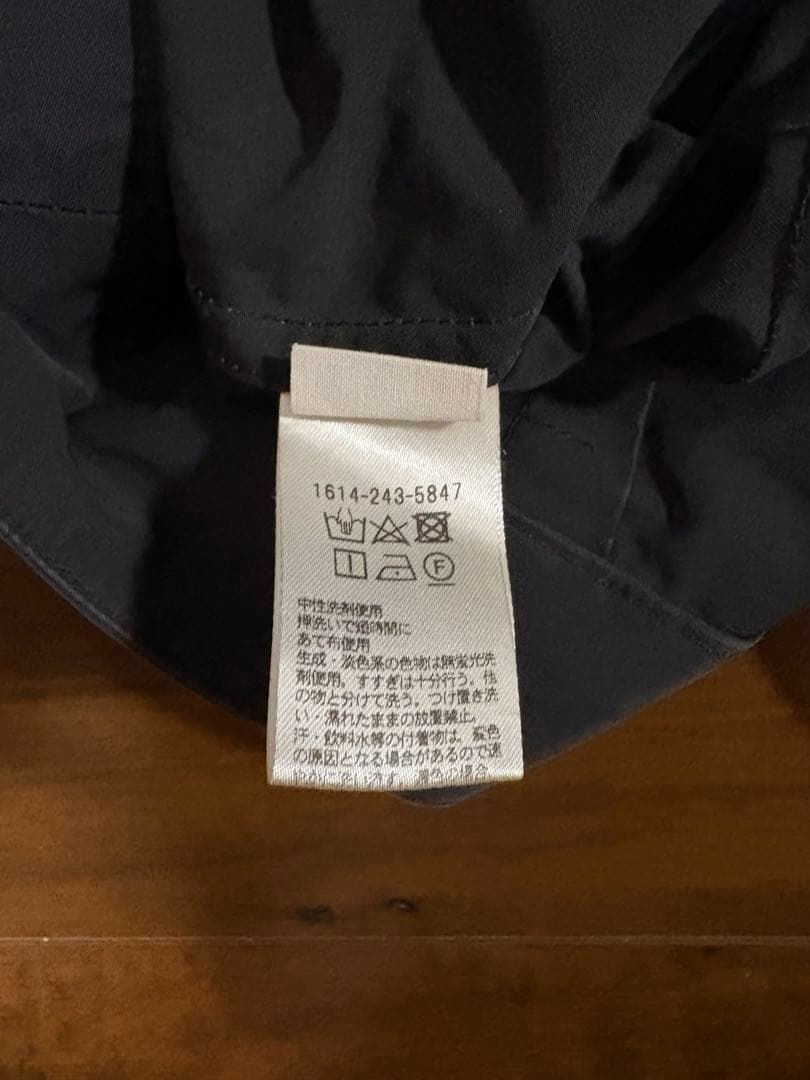 1614-243-5847
F
中性洗剤使用
押洗いで短時間に
あて布使用
生成・淡色系の色物は無蛍光洗
剤使用。すすぎは十分行う。他
の物と分けて洗う。つけ置き洗
い・濡れたままの放置禁止。
汗・飲料水等の付着物は、変色
の原因となる場合があるので速